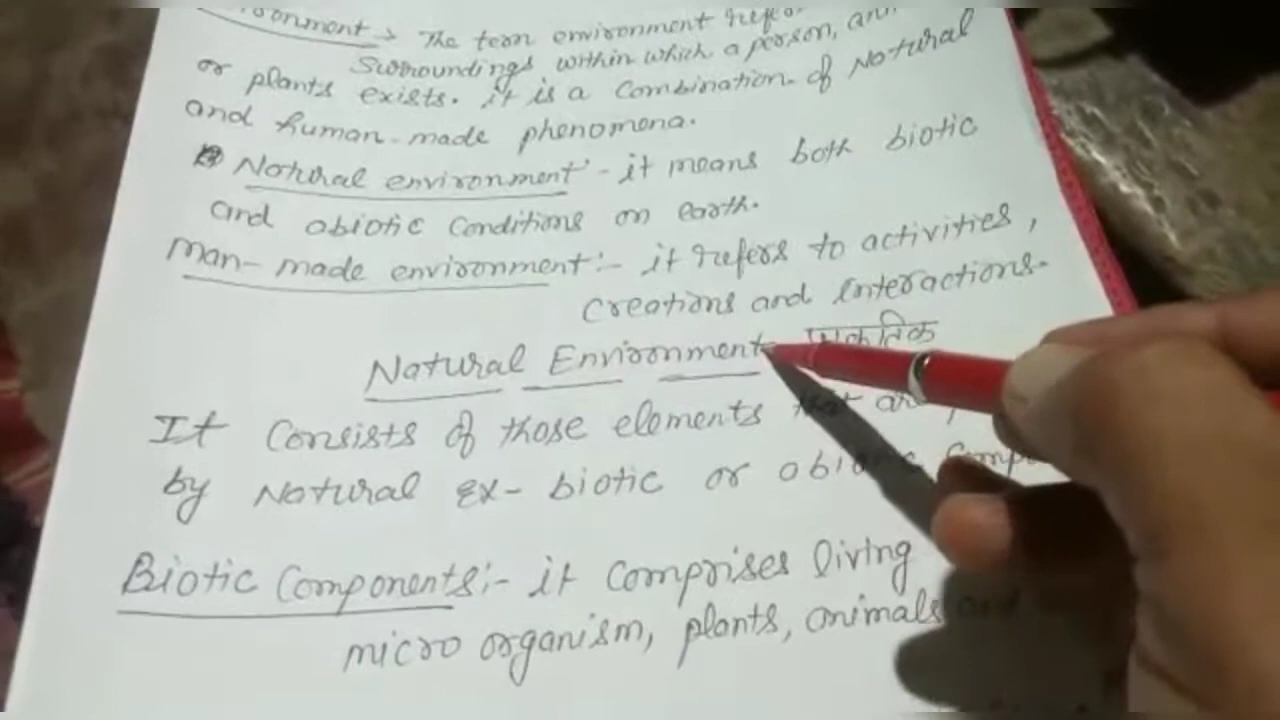 The term environment
Surroundings within which a person,
or plants exists. it is a Combination of Natural
and human-made phenomena.
Natural environment - it means both biotic
and abiotic Conditions on earth.
Man-made environment:- it refers to activities,
Creations and Interactions.
Natural Environment
It Consists of those elements
by Natural Ex- biotic or
Biotic Components:- it Comprises living
micro organism, plants, animals